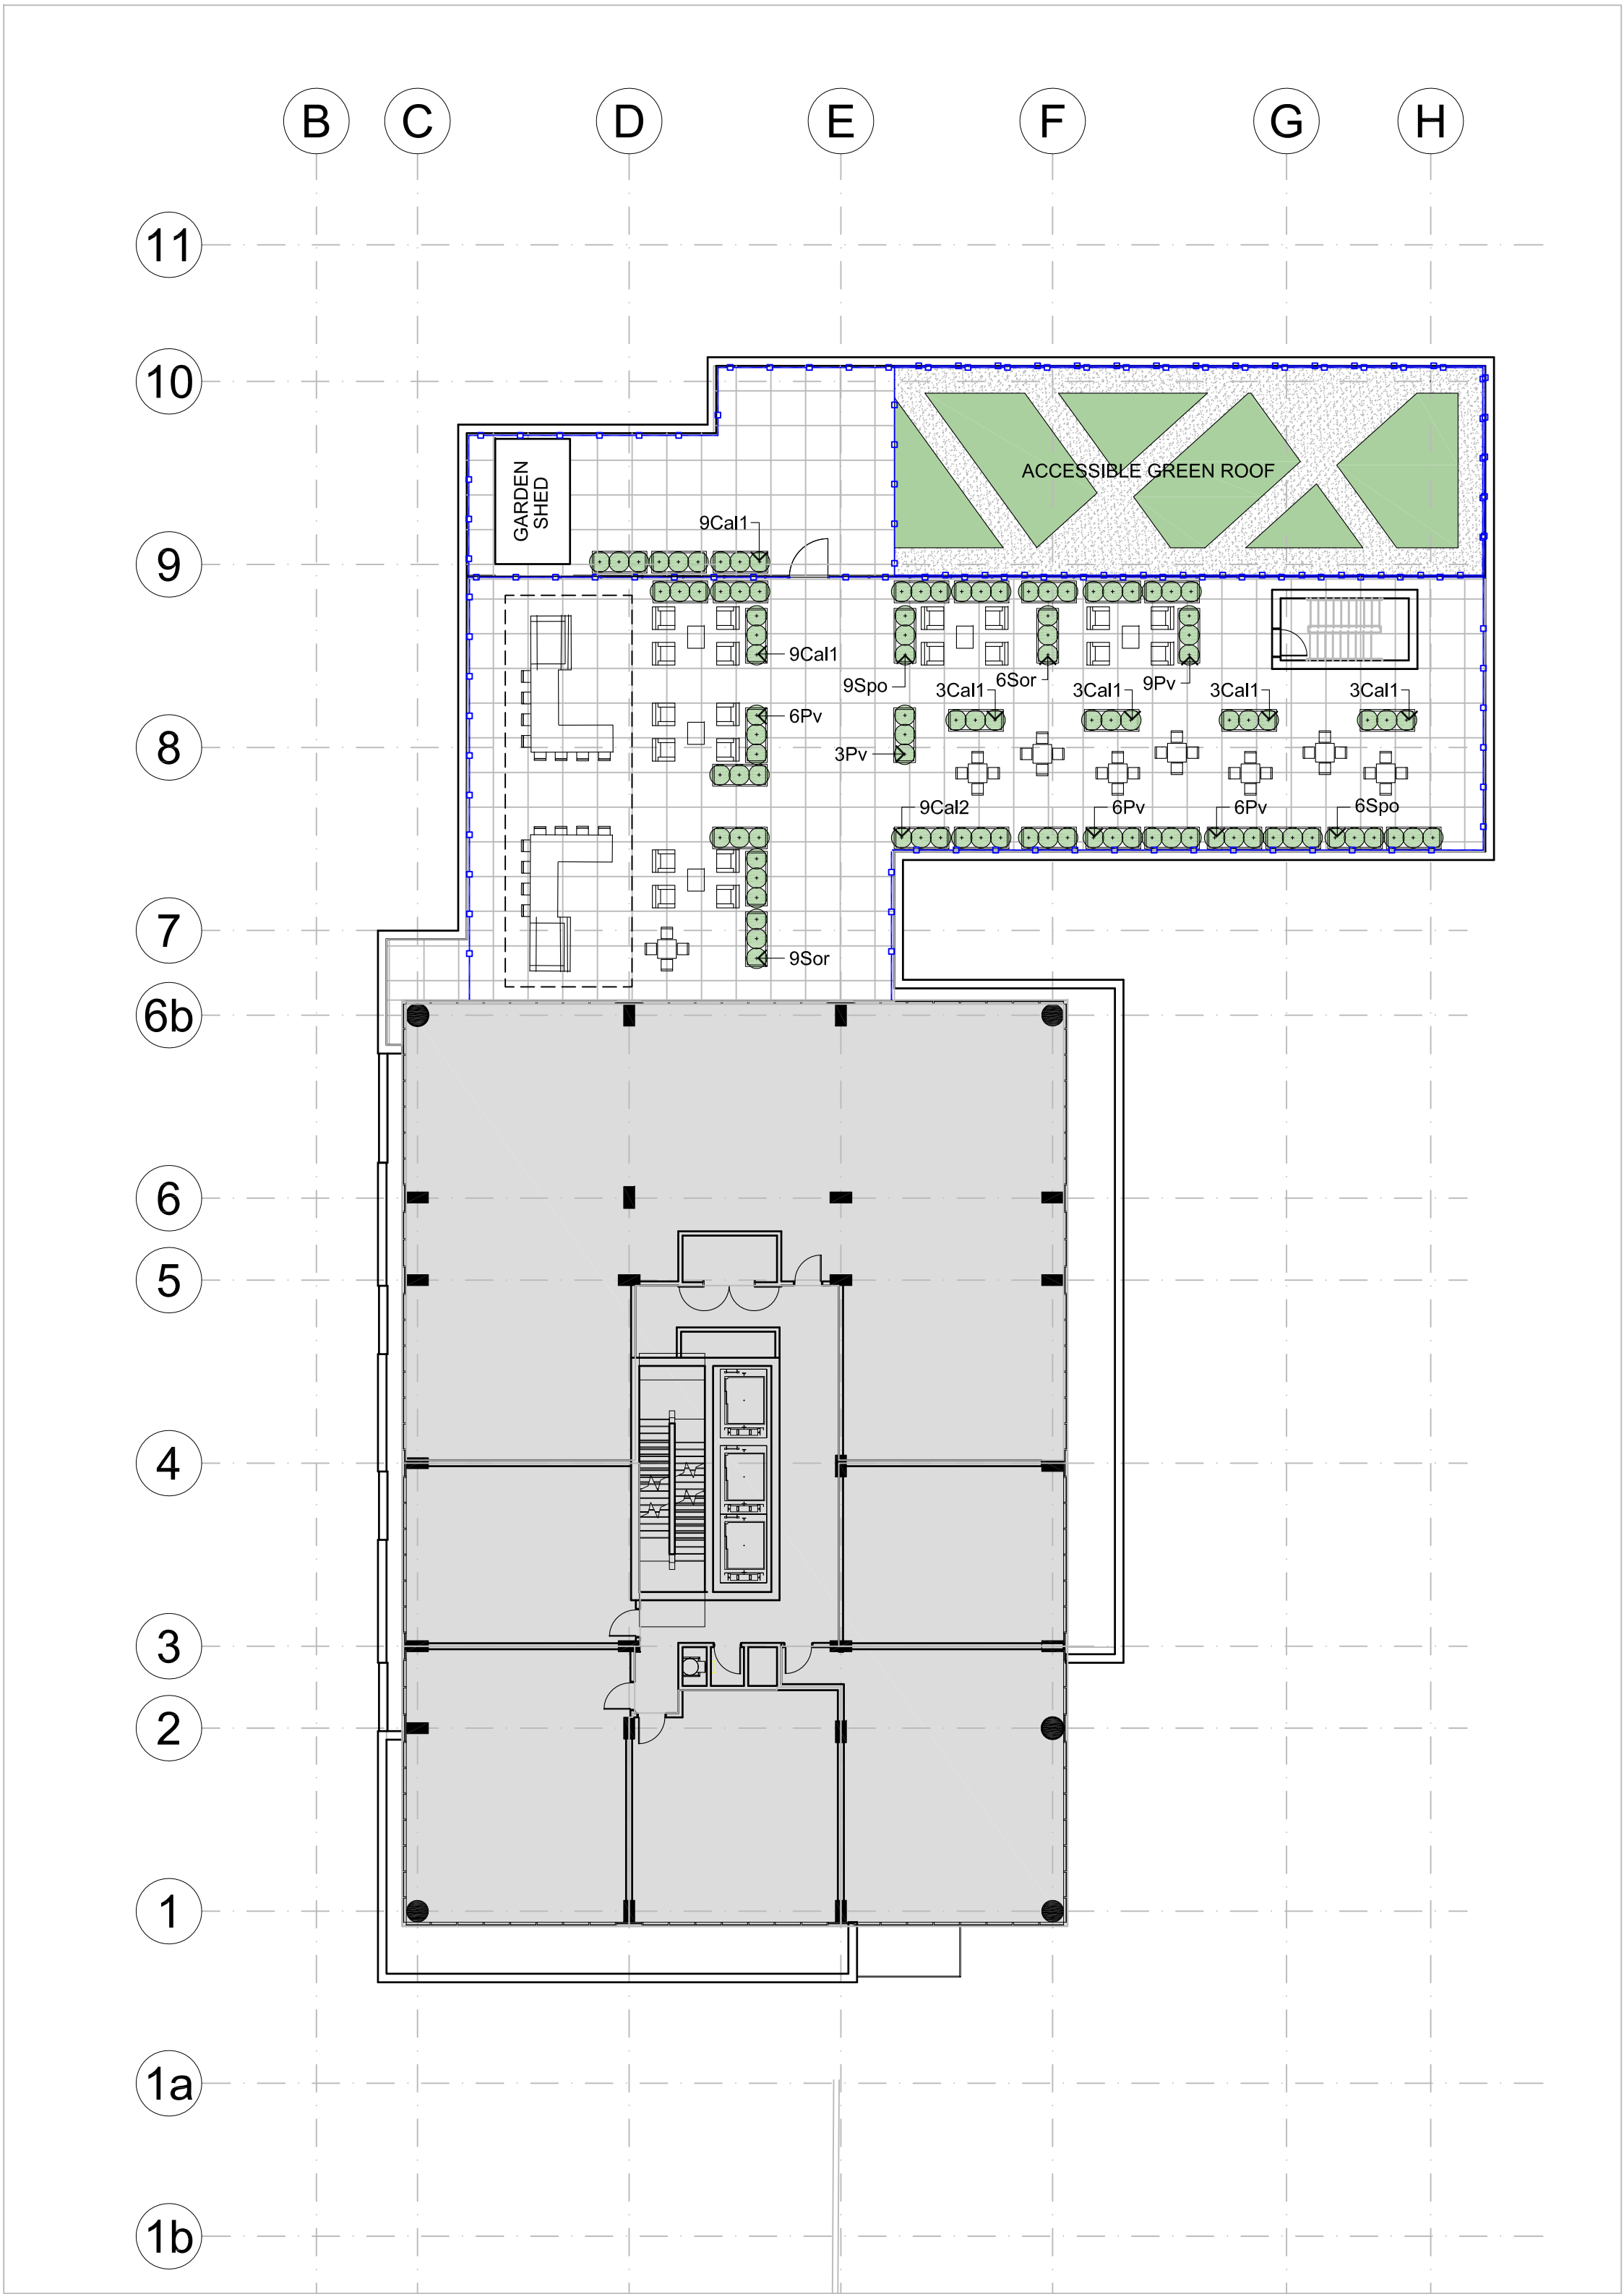 B
C
D
E
F
G
H
11
10
ACCESSIBLE GREEN ROOF
GARDEN
SHED
9Cal1
9
9Cal1
9Spo
6Sor
9Pv
3Cal1
3Cal1
3Cal1
3Cal1
6Pv
8
3Pv
9Cal2
6Pv
6Pv
6Spo
7
9Sor
6b
6
5
4
3
2
1
1a
1b